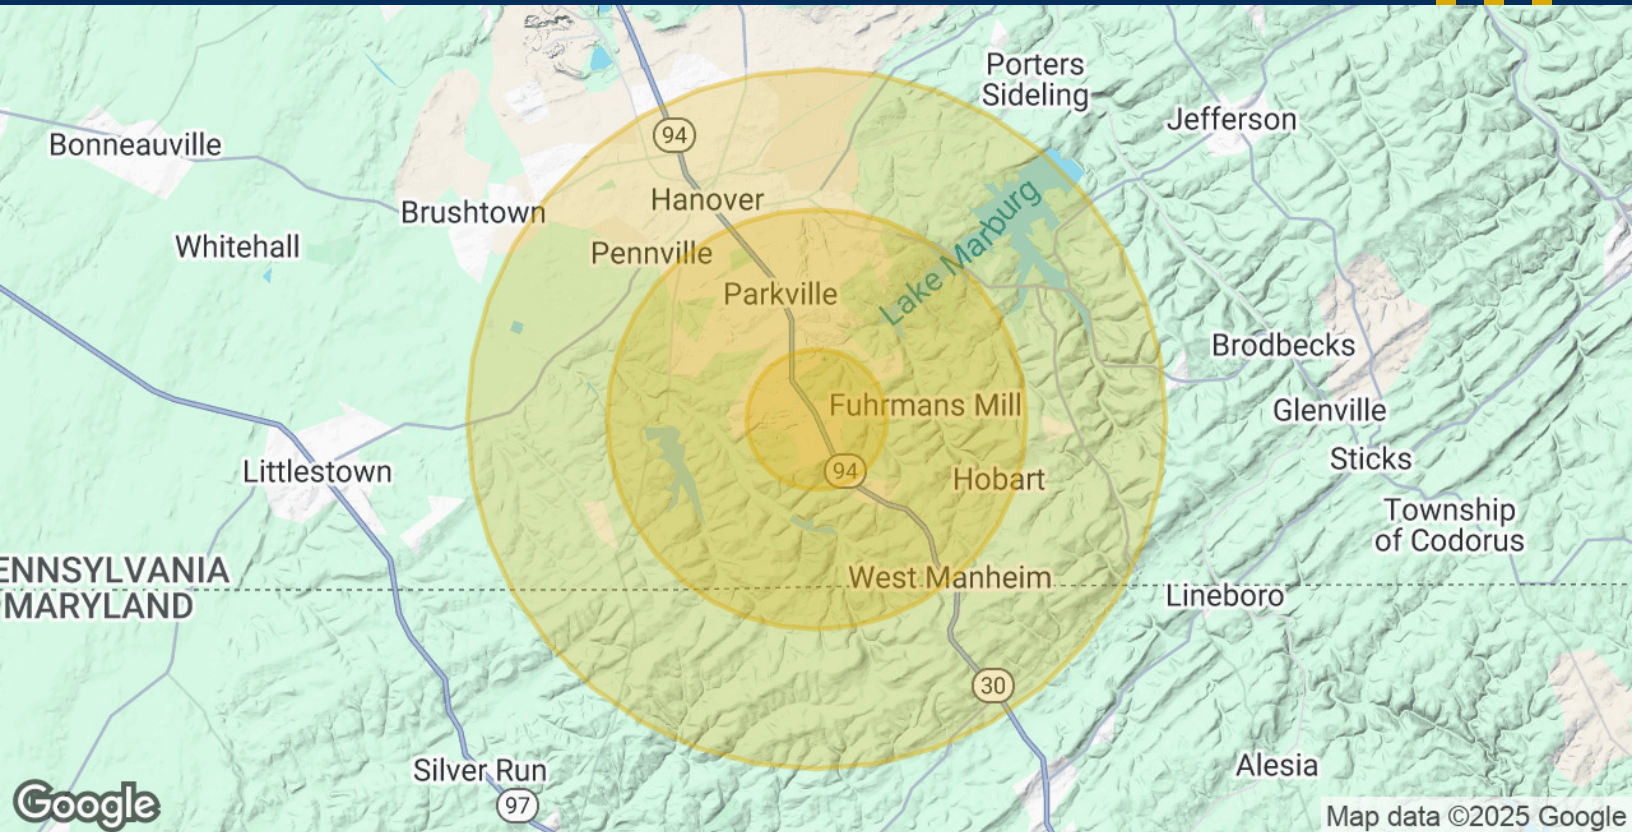 Porters
Sideling
Jefferson
94
Bonneauville
Hanover
Brushtown
Whitehall
Pennville
Lake Marburg
Parkville
Brodbecks
Fuhrmans Mill
Glenville
Sticks
Littlestown
94
Hobart
Township
of Codorus
ENNSYLVANIA
MARYLAND
West Manheim
Lineboro
30
Silver Run
Alesia
97
Google
Map data ©2025 Google